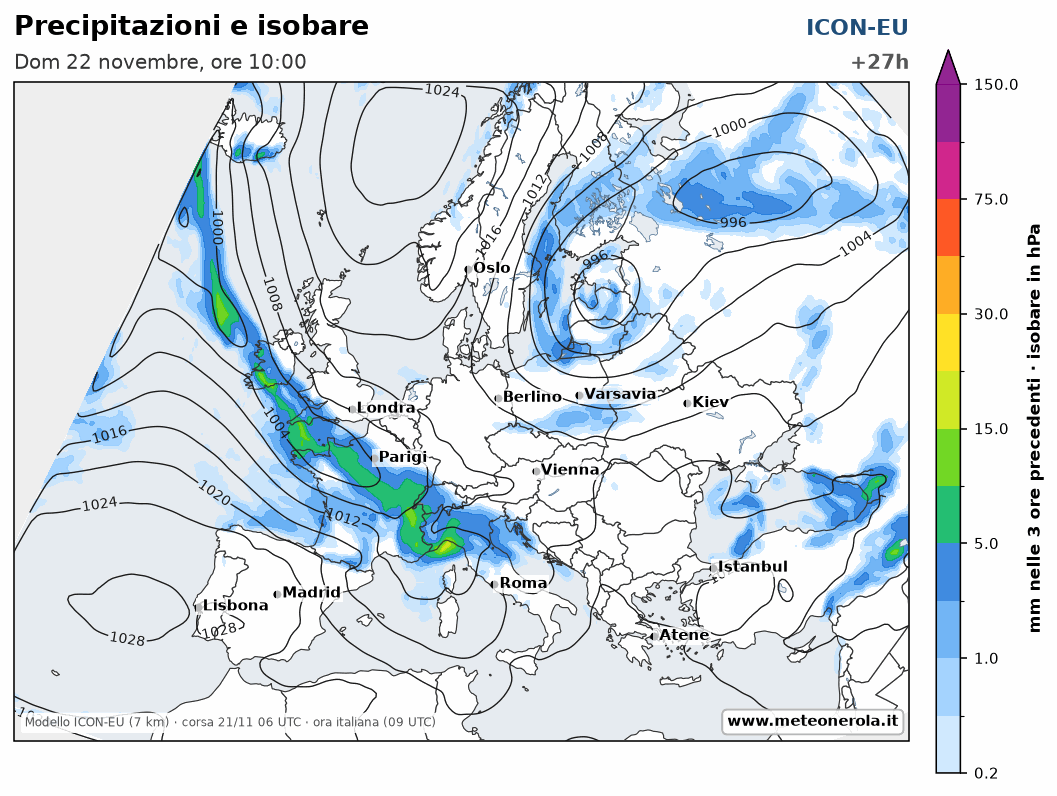 Precipitazioni e isobare
ICON-EU
Dom 22 novembre, ore 10:00
+27h
1024
1000
1008
1012
1016
1000
996
1004
996
1008
Oslo
Berlino
Varsavia
Kiev
Londra
1004
Parigi
Vienna
1016
1020
1024
1012
Istanbul
Roma
Madrid
Lisbona
1028
1028
Atene
Modello ICON-EU (7 km) · corsa 21/11 06 UTC · ora italiana (09 UTC)
www.meteonerola.it
150.0
75.0
30.0
15.0
5.0
1.0
0.2
mm nelle 3 ore precedenti · isobare in hPa